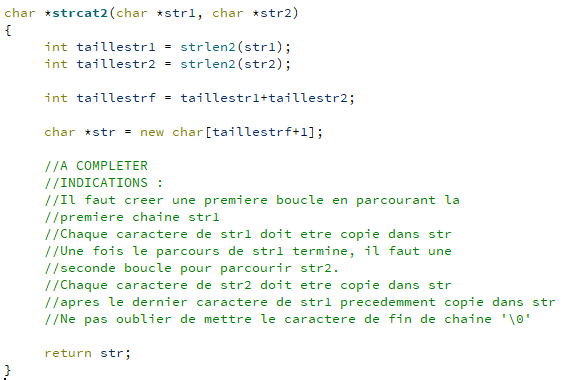 char *strcat2(char *str1, char *str2)
{
int taillestr1 = strlen2(str1);
int taillestr2 = strlen2(str2);
int taillestrf = taillestr1+taillestr2;
char *str = new char[taillestrf+1];
//A COMPLETER
//INDICATIONS :
//Il faut creer une premiere boucle en parcourant la
//premiere chaine str1
//Chaque caractere de str1 doit etre copie dans str
//Une fois le parcours de str1 termine, il faut une
//seconde boucle pour parcourir str2.
//Chaque caractere de str2 doit etre copie dans str
//apres le dernier caractere de str1 precedemment copie dans str
//Ne pas oublier de mettre le caractere de fin de chaine '\0'
return str;
}